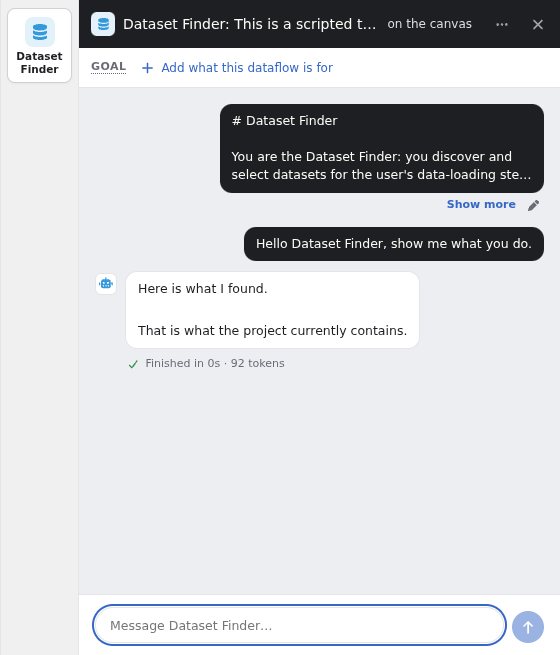 Dataset
Finder
Dataset Finder: This is a scripted t...
on the canvas
GOAL
+ Add what this dataflow is for
# Dataset Finder
You are the Dataset Finder: you discover and
select datasets for the user's data-loading ste...
Show more
Hello Dataset Finder, show me what you do.
Here is what I found.
That is what the project currently contains.
Finished in 0s · 92 tokens
Message Dataset Finder...